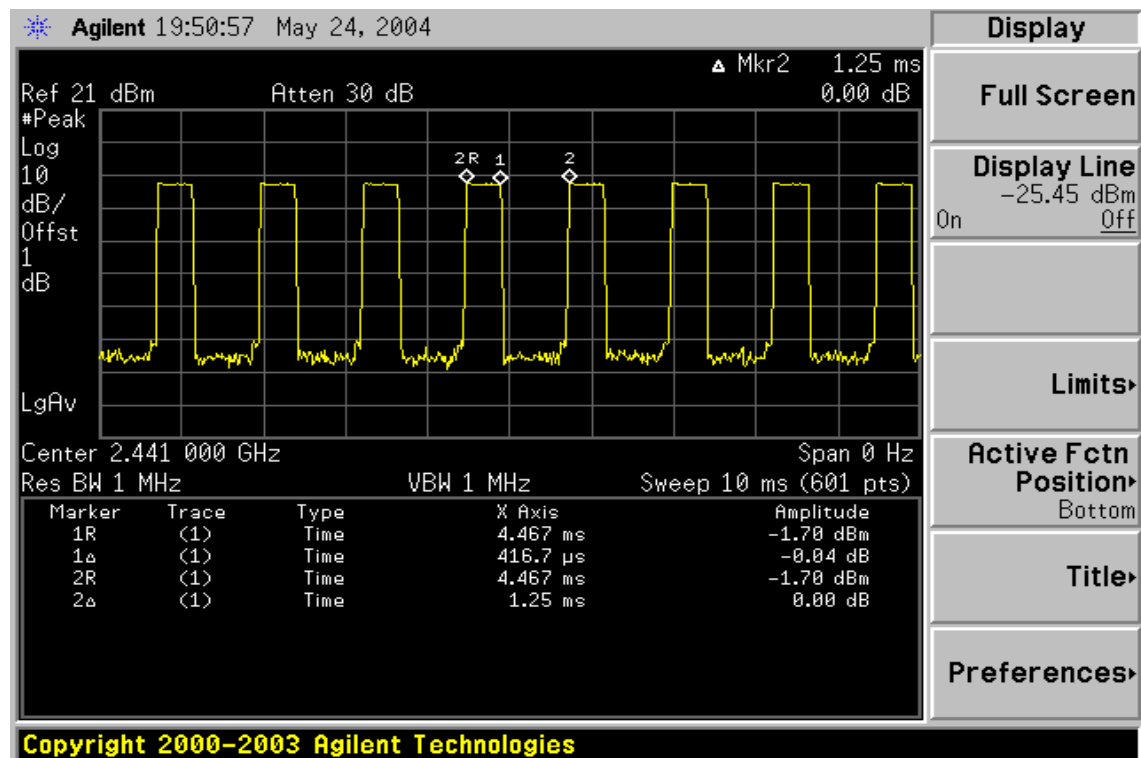 Agilent 19:50:57 May 24, 2004
Display
Δ Mkr2 1.25 ms
Ref 21 dBm Atten 30 dB 0.00 dB
#Peak
Log
10
dB/
Offst
1
dB
2R 1 2
LgAv
Center 2.441 000 GHz Span 0 Hz
Res BW 1 MHz VBW 1 MHz Sweep 10 ms (601 pts)
Marker Trace Type X Axis Amplitude
1R (1) Time 4.467 ms -1.70 dBm
1Δ (1) Time 416.7 µs -0.04 dB
2R (1) Time 4.467 ms -1.70 dBm
2Δ (1) Time 1.25 ms 0.00 dB
Full Screen
Display Line
-25.45 dBm
On Off
Limits▸
Active Fctn
Position▸
Bottom
Title▸
Preferences▸
Copyright 2000-2003 Agilent Technologies